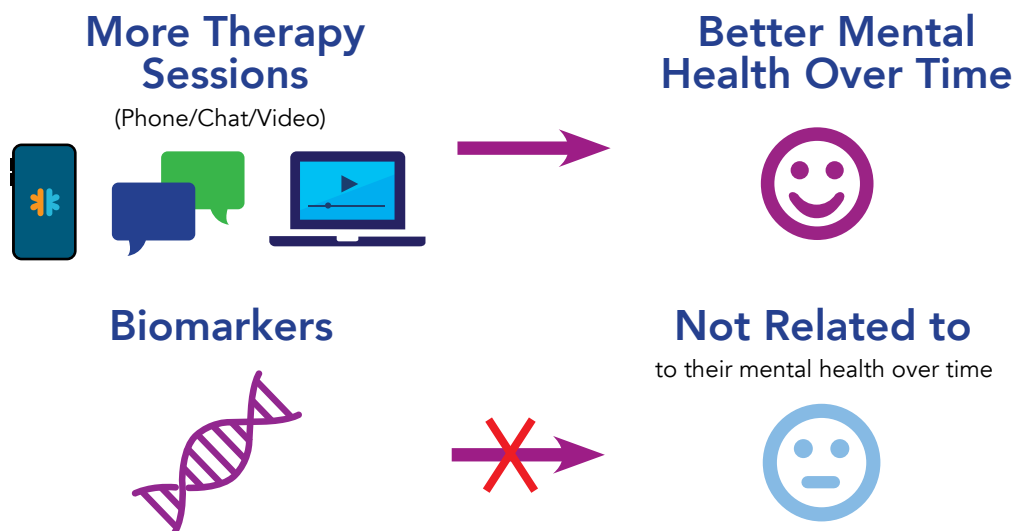 More Therapy
Sessions
(Phone/Chat/Video)
Better Mental
Health Over Time
Biomarkers
Not Related to
to their mental health over time